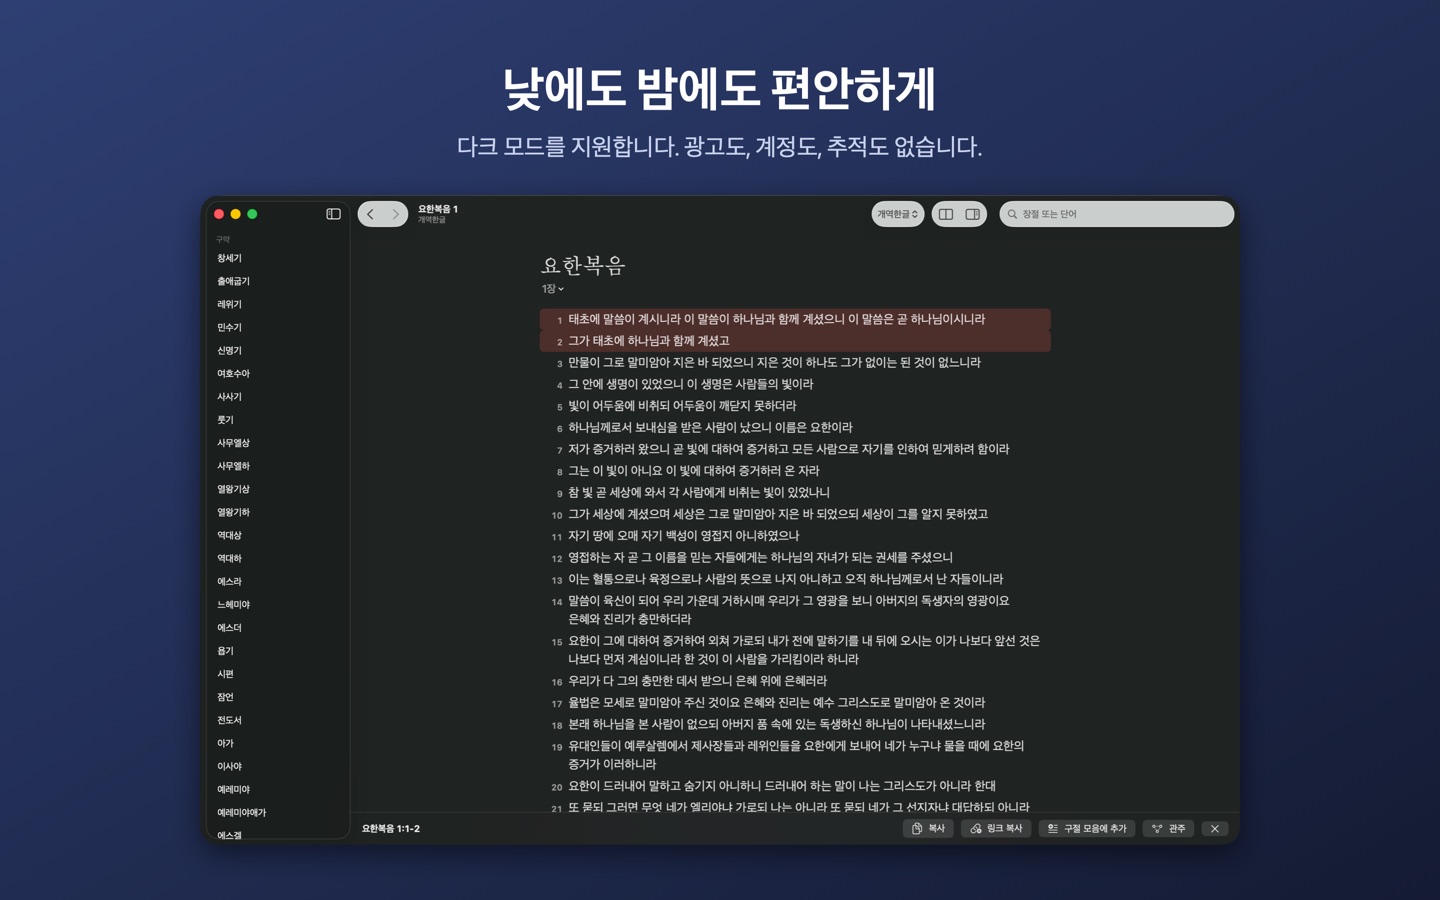 낮에도 밤에도 편안하게
다크 모드를 지원합니다. 광고도, 계정도, 추적도 없습니다.
요한복음 1
개역한글
개역한글
장절 또는 단어
구약
창세기
출애굽기
레위기
민수기
신명기
여호수아
사사기
룻기
사무엘상
사무엘하
열왕기상
열왕기하
역대상
역대하
에스라
느헤미야
에스더
욥기
시편
잠언
전도서
아가
이사야
예레미야
예레미야애가
에스겔
요한복음
1장
1 태초에 말씀이 계시니라 이 말씀이 하나님과 함께 계셨으니 이 말씀은 곧 하나님이시니라
2 그가 태초에 하나님과 함께 계셨고
3 만물이 그로 말미암아 지은 바 되었으니 지은 것이 하나도 그가 없이는 된 것이 없느니라
4 그 안에 생명이 있었으니 이 생명은 사람들의 빛이라
5 빛이 어두움에 비취되 어두움이 깨닫지 못하더라
6 하나님께로서 보내심을 받은 사람이 났으니 이름은 요한이라
7 저가 증거하러 왔으니 곧 빛에 대하여 증거하고 모든 사람으로 자기를 인하여 믿게하려 함이라
8 그는 이 빛이 아니요 이 빛에 대하여 증거하러 온 자라
9 참 빛 곧 세상에 와서 각 사람에게 비취는 빛이 있었나니
10 그가 세상에 계셨으며 세상은 그로 말미암아 지은 바 되었으되 세상이 그를 알지 못하였고
11 자기 땅에 오매 자기 백성이 영접지 아니하였으나
12 영접하는 자 곧 그 이름을 믿는 자들에게는 하나님의 자녀가 되는 권세를 주셨으니
13 이는 혈통으로나 육정으로나 사람의 뜻으로 나지 아니하고 오직 하나님께로서 난 자들이니라
14 말씀이 육신이 되어 우리 가운데 거하시매 우리가 그 영광을 보니 아버지의 독생자의 영광이요
은혜와 진리가 충만하더라
15 요한이 그에 대하여 증거하여 외쳐 가로되 내가 전에 말하기를 내 뒤에 오시는 이가 나보다 앞선 것은
나보다 먼저 계심이니라 한 것이 이 사람을 가리킴이라 하니라
16 우리가 다 그의 충만한 데서 받으니 은혜 위에 은혜러라
17 율법은 모세로 말미암아 주신 것이요 은혜와 진리는 예수 그리스도로 말미암아 온 것이라
18 본래 하나님을 본 사람이 없으되 아버지 품 속에 있는 독생하신 하나님이 나타내셨느니라
19 유대인들이 예루살렘에서 제사장들과 레위인들을 요한에게 보내어 네가 누구냐 물을 때에 요한의
증거가 이러하니라
20 요한이 드러내어 말하고 숨기지 아니하니 드러내어 하는 말이 나는 그리스도가 아니라 한대
21 또 묻되 그러면 무엇 네가 엘리야냐 가로되 나는 아니라 또 묻되 네가 그 선지자냐 대답하되 아니라
요한복음 1:1-2
복사
링크 복사
구절 모음에 추가
관주